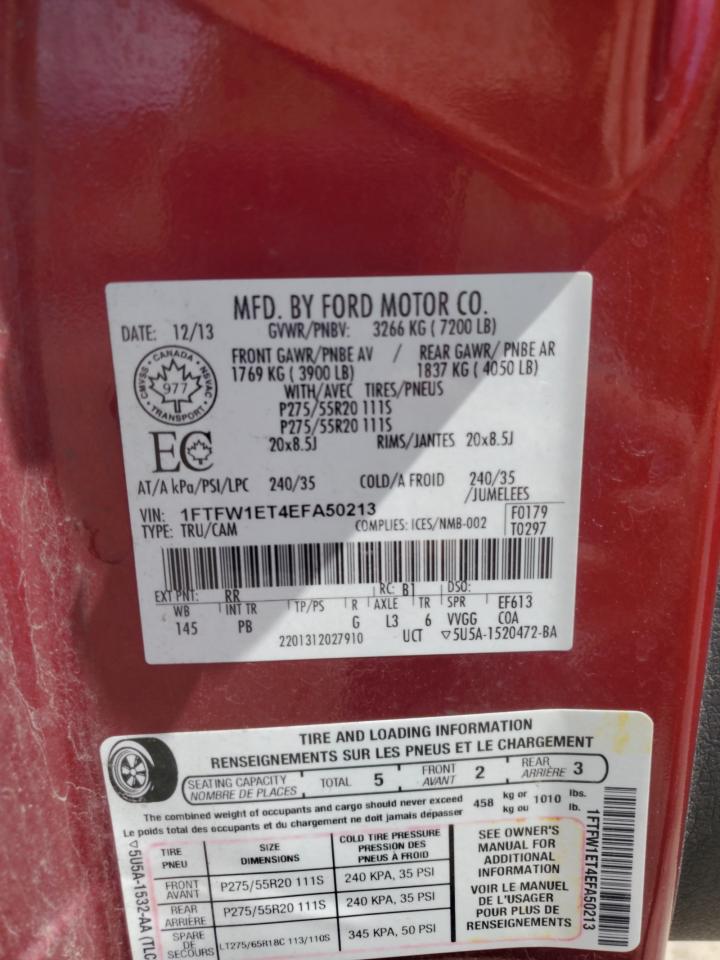 MFD. BY FORD MOTOR CO.
DATE: 12/13 GVWR/PNBV: 3266 KG ( 7200 LB)
FRONT GAWR/PNBE AV / REAR GAWR/ PNBE AR
1769 KG ( 3900 LB) 1837 KG ( 4050 LB)
WITH/AVEC TIRES/PNEUS
P275/55R20 111S
P275/55R20 111S
20x8.5J RIMS/JANTES 20x8.5J
CANADA
CMVSS NSVAC
977
TRANSPORT
EC
AT/A kPa/PSI/LPC 240/35 COLD/A FROID 240/35
/JUMELEES
VIN: 1FTFW1ET4EFA50213 F0179
TYPE: TRU/CAM COMPLIES: ICES/NMB-002 T0297
EXT PNT: RR RC: B1 DSO:
WB INT TR TP/PS R AXLE TR SPR EF613
145 PB G L3 6 VVGG COA
2201312027910 UCT ▽5U5A-1520472-BA
TIRE AND LOADING INFORMATION
RENSEIGNEMENTS SUR LES PNEUS ET LE CHARGEMENT
SEATING CAPACITY TOTAL 5 FRONT 2 REAR 3
NOMBRE DE PLACES AVANT ARRIÈRE
The combined weight of occupants and cargo should never exceed 458 kg or 1010 lbs.
Le poids total des occupants et du chargement ne doit jamais dépasser kg ou lb.
TIRE SIZE COLD TIRE PRESSURE
PNEU DIMENSIONS PRESSION DES
PNEUS À FROID
FRONT P275/55R20 111S 240 KPA, 35 PSI
AVANT
REAR P275/55R20 111S 240 KPA, 35 PSI
ARRIÈRE
SPARE LT275/65R18C 113/110S 345 KPA, 50 PSI
DE
SECOURS
SEE OWNER'S
MANUAL FOR
ADDITIONAL
INFORMATION
VOIR LE MANUEL
DE L'USAGER
POUR PLUS DE
RENSEIGNEMENTS
▽5U5A-1532-AA (TLC
1FTFW1ET4EFA50213